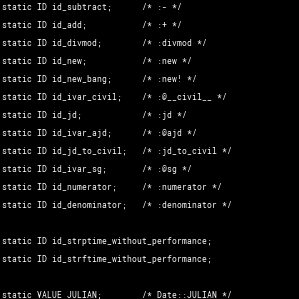 static ID id_subtract;      /* :- */
static ID id_add;           /* :+ */
static ID id_divmod;        /* :divmod */
static ID id_new;           /* :new */
static ID id_new_bang;      /* :new! */
static ID id_ivar_civil;    /* :@__civil__ */
static ID id_jd;            /* :jd */
static ID id_ivar_ajd;      /* :@ajd */
static ID id_jd_to_civil;   /* :jd_to_civil */
static ID id_ivar_sg;       /* :@sg */
static ID id_numerator;     /* :numerator */
static ID id_denominator;   /* :denominator */
static ID id_strptime_without_performance;
static ID id_strftime_without_performance;
static VALUE JULIAN;        /* Date::JULIAN */